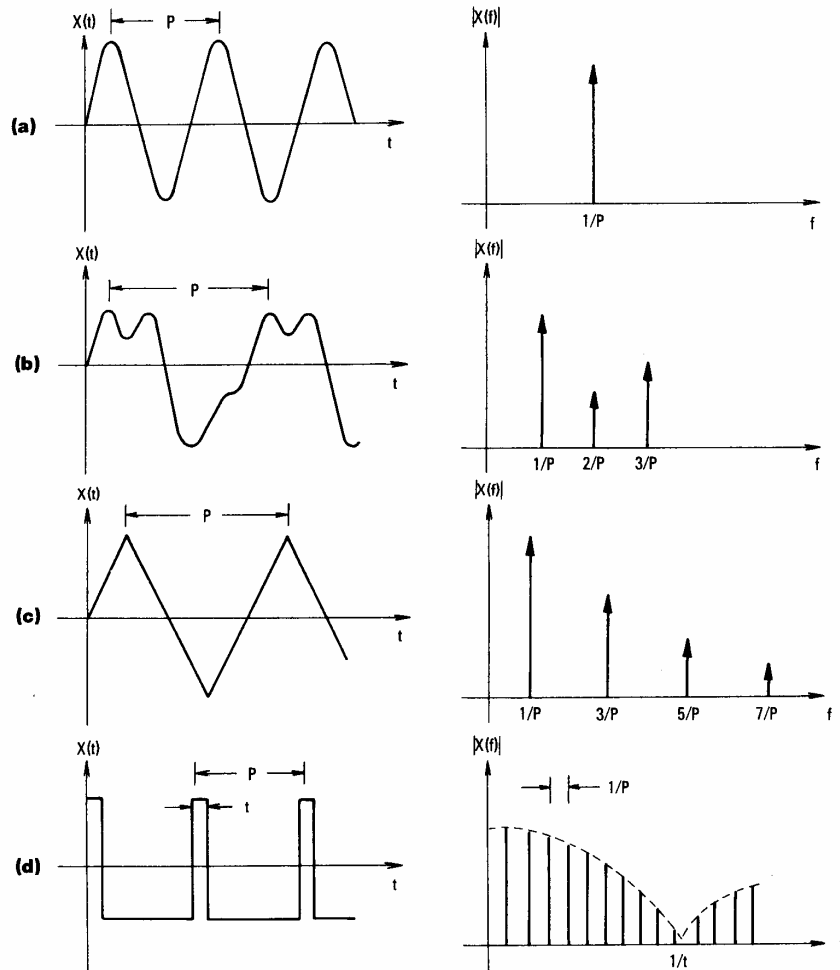 X(t)
P
(a)
t
|X(f)|
1/P
f
X(t)
P
(b)
t
|X(f)|
1/P 2/P 3/P f
X(t)
P
(c)
t
|X(f)|
1/P 3/P 5/P 7/P f
X(t)
P
t
(d)
t
|X(f)|
1/P
1/t